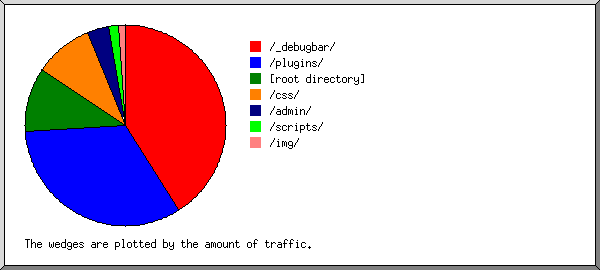 /_debugbar/
/plugins/
[root directory]
/css/
/admin/
/scripts/
/img/
The wedges are plotted by the amount of traffic.